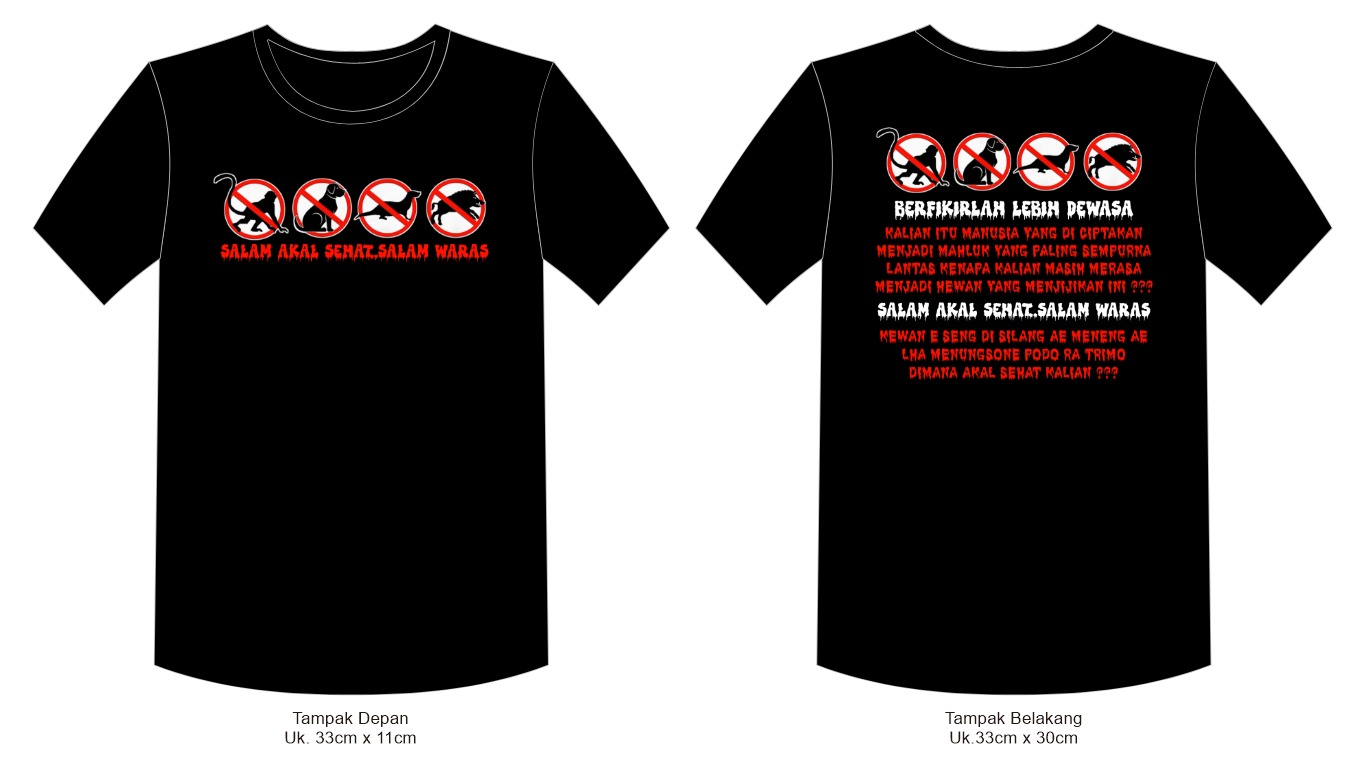 SALAM AKAL SEHAT..SALAM WARAS
BERFIKIRLAH LEBIH DEWASA
KALIAN ITU MANUSIA YANG DI CIPTAKAN
MENJADI MAHLUK YANG PALING SEMPURNA
LANTAS KENAPA KALIAN MASIH MERASA
MENJADI HEWAN YANG MENJIJIKAN INI ???
SALAM AKAL SEHAT..SALAM WARAS
KEWAN E SENG DI SILANG AE MENENG AE
LHA MENUNGSONE PODO RA TRIMO
DIMANA AKAL SEHAT KALIAN ???
Tampak Depan
Uk. 33cm x 11cm
Tampak Belakang
Uk.33cm x 30cm